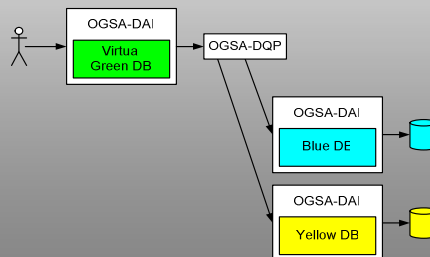 OGSA-DAI
Virtua
Green DB
OGSA-DQP
OGSA-DAI
Blue DE
OGSA-DAI
Yellow DB